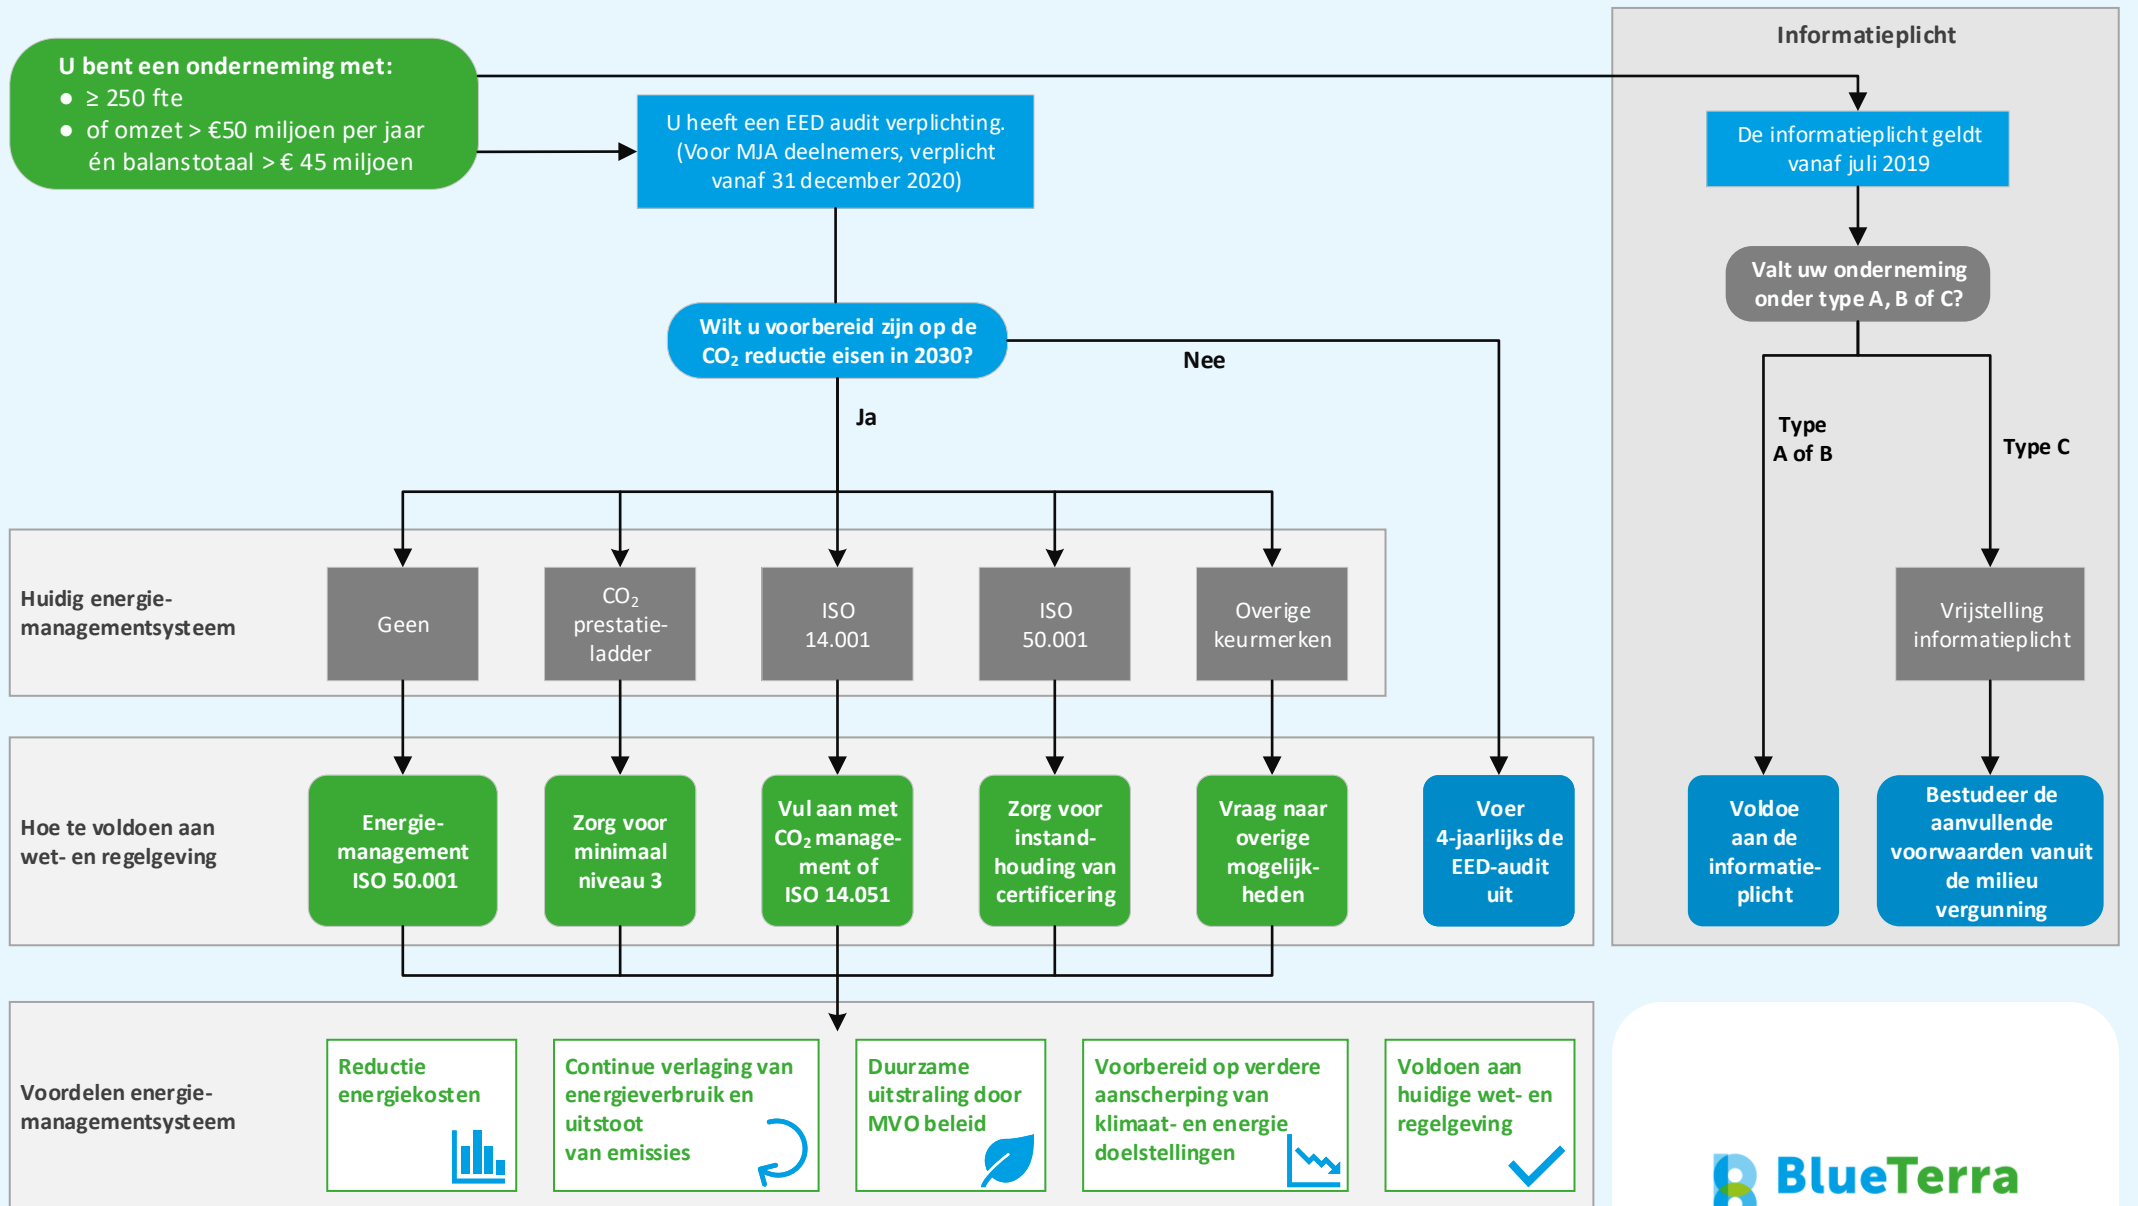 U bent een onderneming met:
● ≥ 250 fte
● of omzet > €50 miljoen per jaar
én balanstotaal > € 45 miljoen
U heeft een EED audit verplichting.
(Voor MJA deelnemers, verplicht
vanaf 31 december 2020)
Wilt u voorbereid zijn op de
CO₂ reductie eisen in 2030?
Nee
Ja
Huidig energie-
managementsysteem
Geen
CO₂
prestatie-
ladder
ISO
14.001
ISO
50.001
Overige
keurmerken
Hoe te voldoen aan
wet- en regelgeving
Energie-
management
ISO 50.001
Zorg voor
minimaal
niveau 3
Vul aan met
CO₂ manage-
ment of
ISO 14.051
Zorg voor
instand-
houding van
certificering
Vraag naar
overige
mogelijk-
heden
Voer
4-jaarlijks de
EED-audit
uit
Voordelen energie-
managementsysteem
Reductie
energiekosten
Continue verlaging van
energieverbruik en
uitstoot
van emissies
Duurzame
uitstraling door
MVO beleid
Voorbereid op verdere
aanscherping van
klimaat- en energie
doelstellingen
Voldoen aan
huidige wet- en
regelgeving
Informatieplicht
De informatieplicht geldt
vanaf juli 2019
Valt uw onderneming
onder type A, B of C?
Type
A of B
Type C
Vrijstelling
informatieplicht
Voldoe
aan de
informatie-
plicht
Bestudeer de
aanvullende
voorwaarden vanuit
de milieu
vergunning
BlueTerra